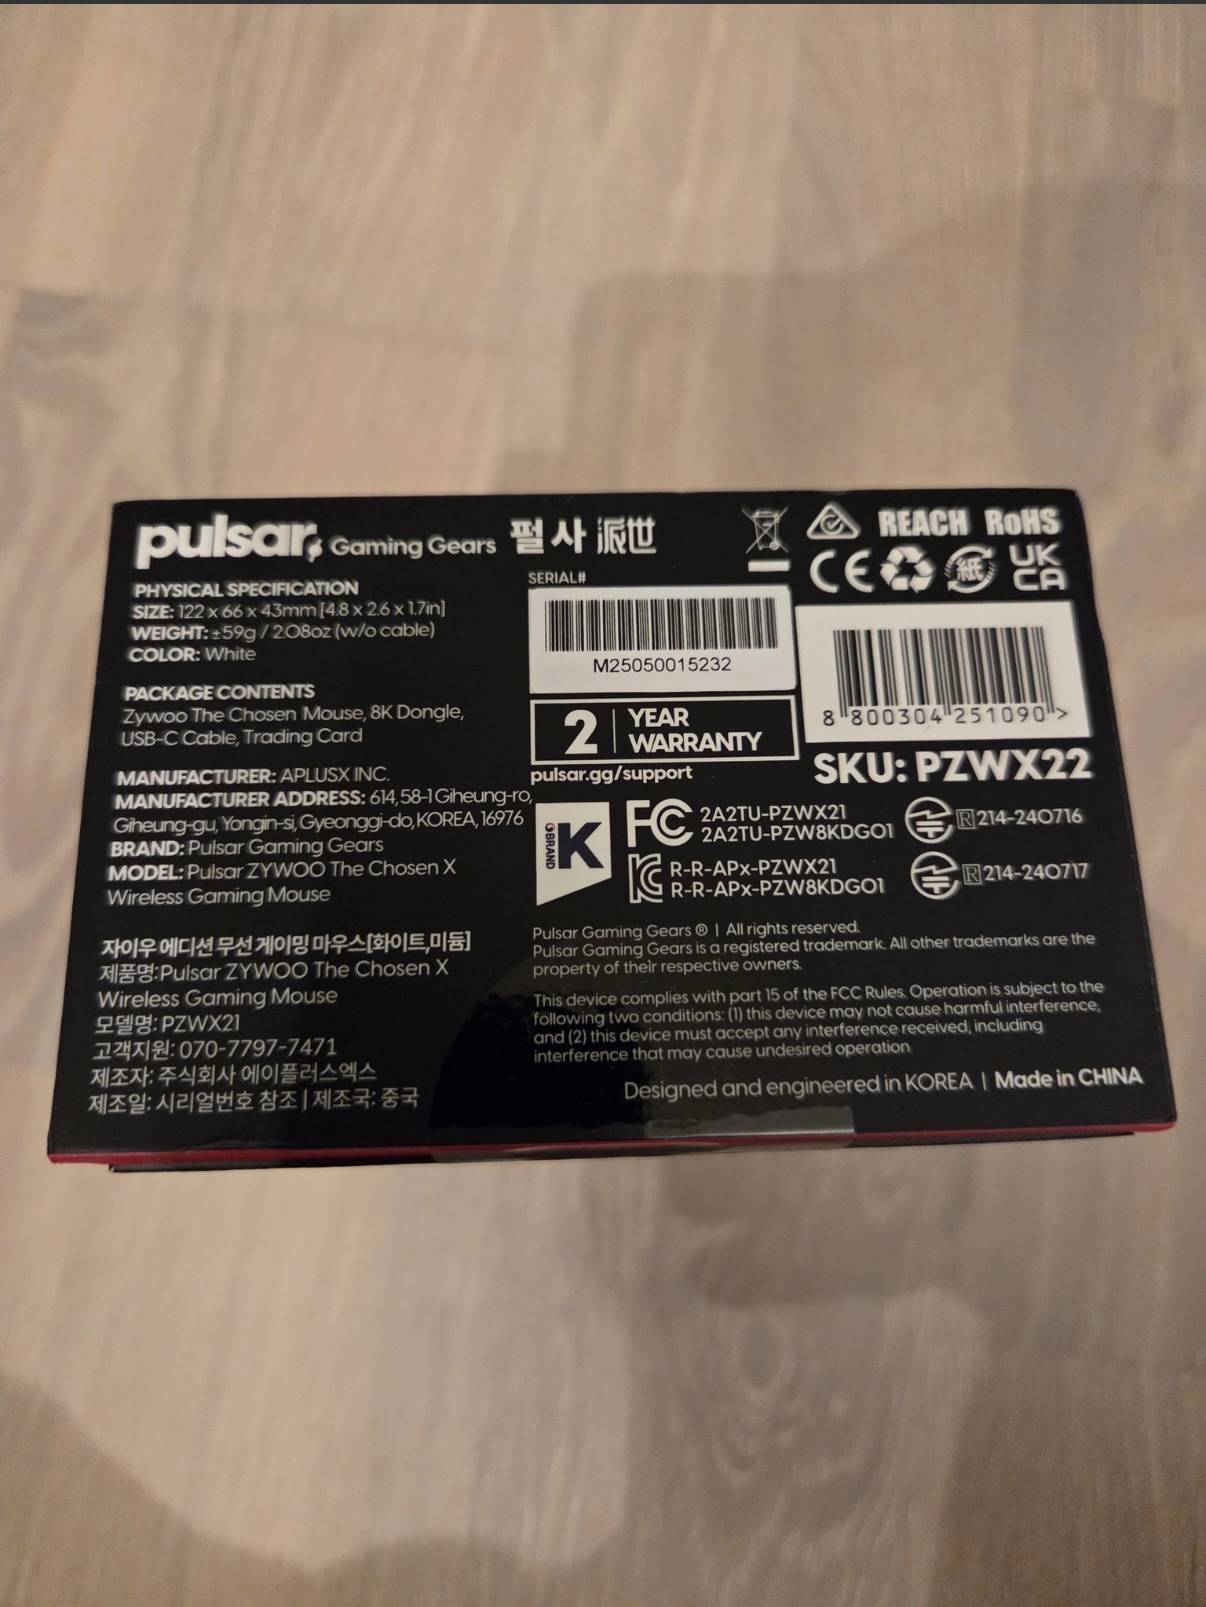 pulsar Gaming Gears 펄사 派世
PHYSICAL SPECIFICATION
SIZE: 122 x 66 x 43mm [4.8 x 2.6 x 1.7in]
WEIGHT: ±59g / 2.08oz (w/o cable)
COLOR: White
PACKAGE CONTENTS
Zywoo The Chosen Mouse, 8K Dongle,
USB-C Cable, Trading Card
MANUFACTURER: APLUSX INC.
MANUFACTURER ADDRESS: 614, 58-1 Giheung-ro,
Giheung-gu, Yongin-si, Gyeonggi-do, KOREA, 16976
BRAND: Pulsar Gaming Gears
MODEL: Pulsar ZYWOO The Chosen X
Wireless Gaming Mouse
자이우 에디션 무선 게이밍 마우스[화이트,미듐]
제품명:Pulsar ZYWOO The Chosen X
Wireless Gaming Mouse
모델명: PZWX21
고객지원: 070-7797-7471
제조자: 주식회사 에이플러스엑스
제조일: 시리얼번호 참조 | 제조국: 중국
SERIAL#
M25050015232
2 YEAR
WARRANTY
pulsar.gg/support
REACH RoHS
CE 紙 UK
CA
8 800304 251090 >
SKU: PZWX22
BRAND K
FC 2A2TU-PZWX21
2A2TU-PZW8KDG01
R 214-240716
KC R-R-APx-PZWX21
R-R-APx-PZW8KDG01
R 214-240717
Pulsar Gaming Gears ® | All rights reserved.
Pulsar Gaming Gears is a registered trademark. All other trademarks are the
property of their respective owners.
This device complies with part 15 of the FCC Rules. Operation is subject to the
following two conditions: (1) this device may not cause harmful interference,
and (2) this device must accept any interference received, including
interference that may cause undesired operation
Designed and engineered in KOREA | Made in CHINA